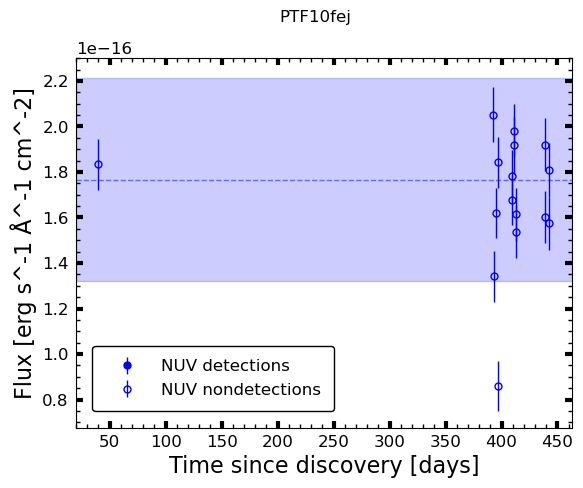 PTF10fej
1e−16
2.2
2.0
1.8
1.6
1.4
1.2
1.0
0.8
Flux [erg s^-1 Å^-1 cm^-2]
NUV detections
NUV nondetections
50 100 150 200 250 300 350 400 450
Time since discovery [days]